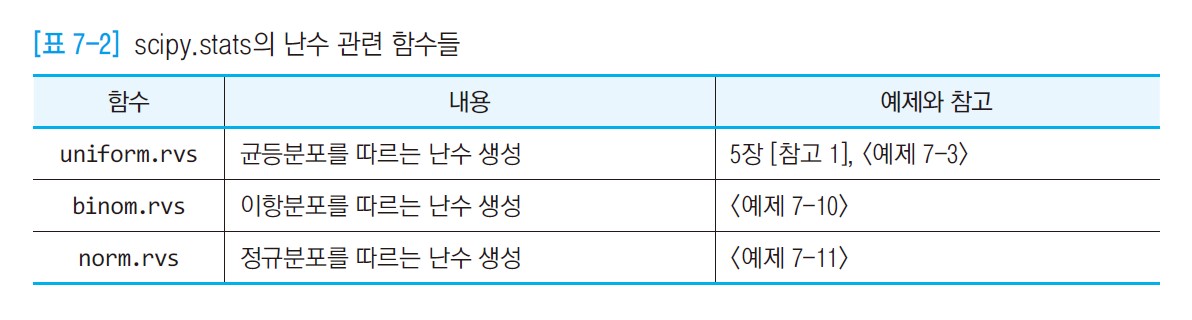 [표 7-2] scipy.stats의 난수 관련 함수들
함수 내용 예제와 참고
uniform.rvs 균등분포를 따르는 난수 생성 5장 [참고 1], 〈예제 7-3〉
binom.rvs 이항분포를 따르는 난수 생성 〈예제 7-10〉
norm.rvs 정규분포를 따르는 난수 생성 〈예제 7-11〉